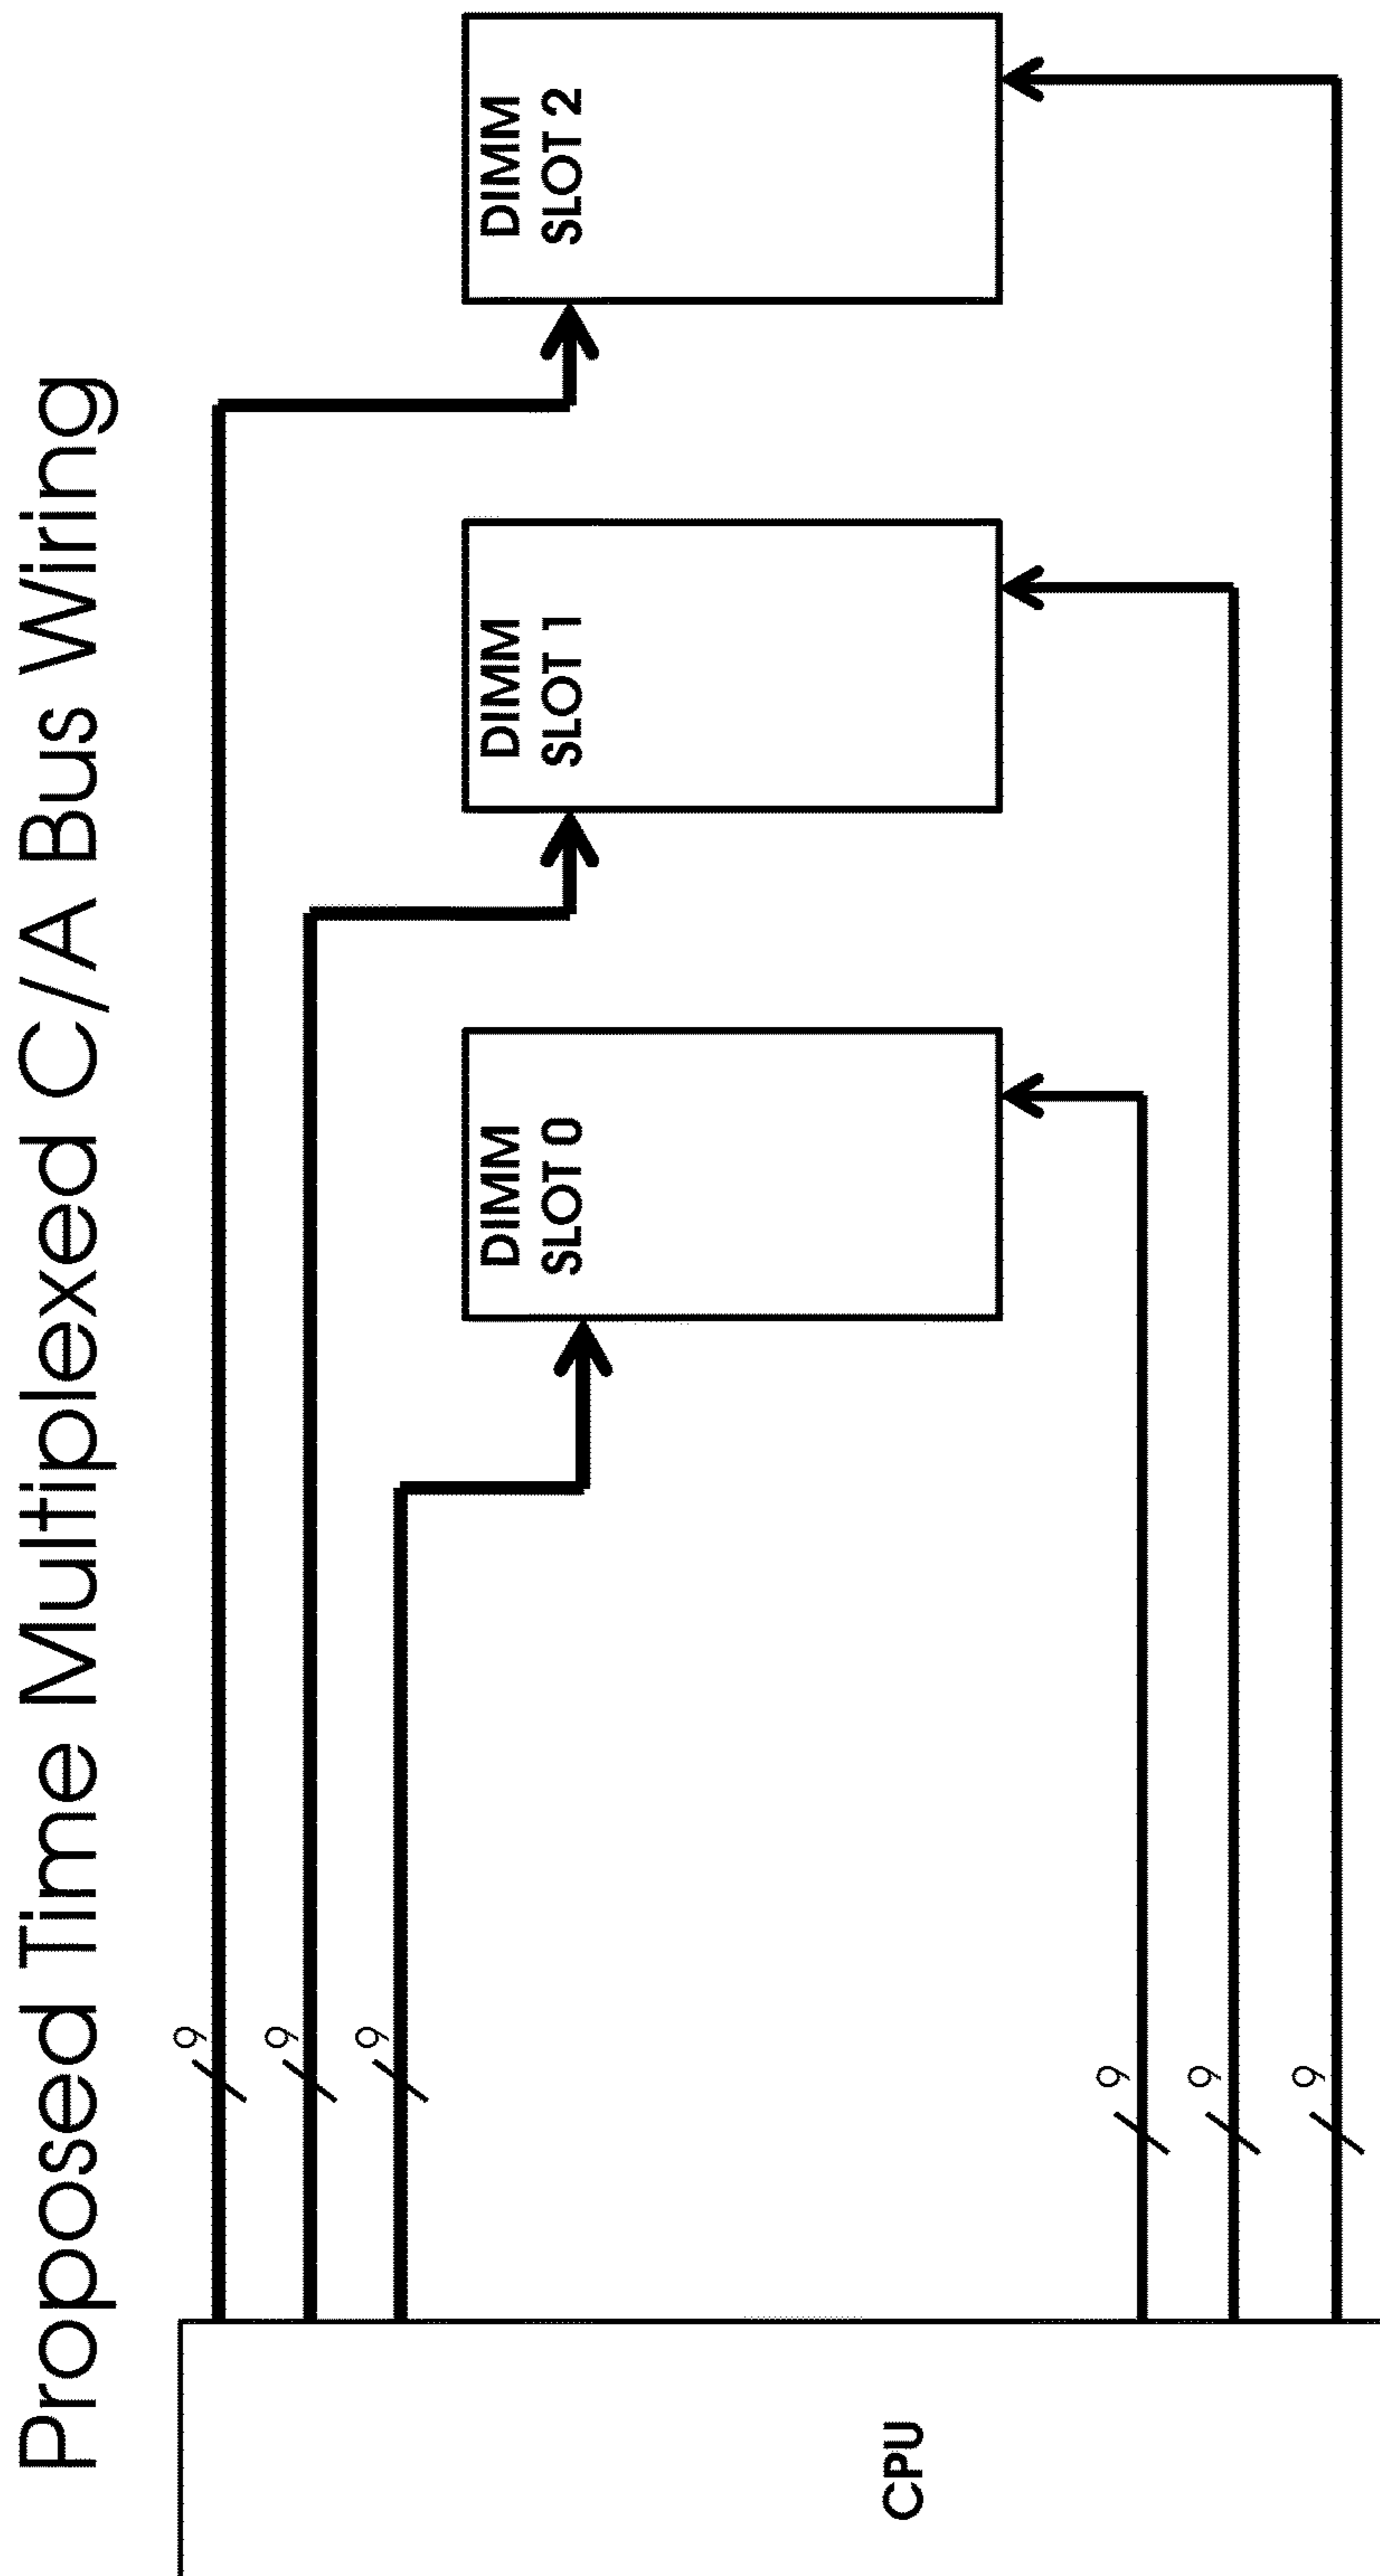 Proposed Time Multiplexed C/A Bus Wiring
9
9
9
DIMM
SLOT 0
DIMM
SLOT 1
DIMM
SLOT 2
CPU
9
9
9